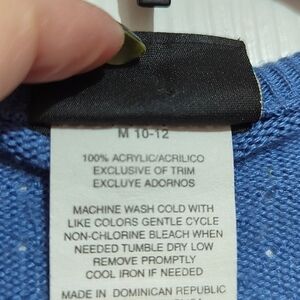 M 10-12
100% ACRYLIC/ACRILICO
EXCLUSIVE OF TRIM
EXCLUYE ADORNOS
MACHINE WASH COLD WITH
LIKE COLORS GENTLE CYCLE
NON-CHLORINE BLEACH WHEN
NEEDED TUMBLE DRY LOW
REMOVE PROMPTLY
COOL IRON IF NEEDED
MADE IN DOMINICAN REPUBLIC